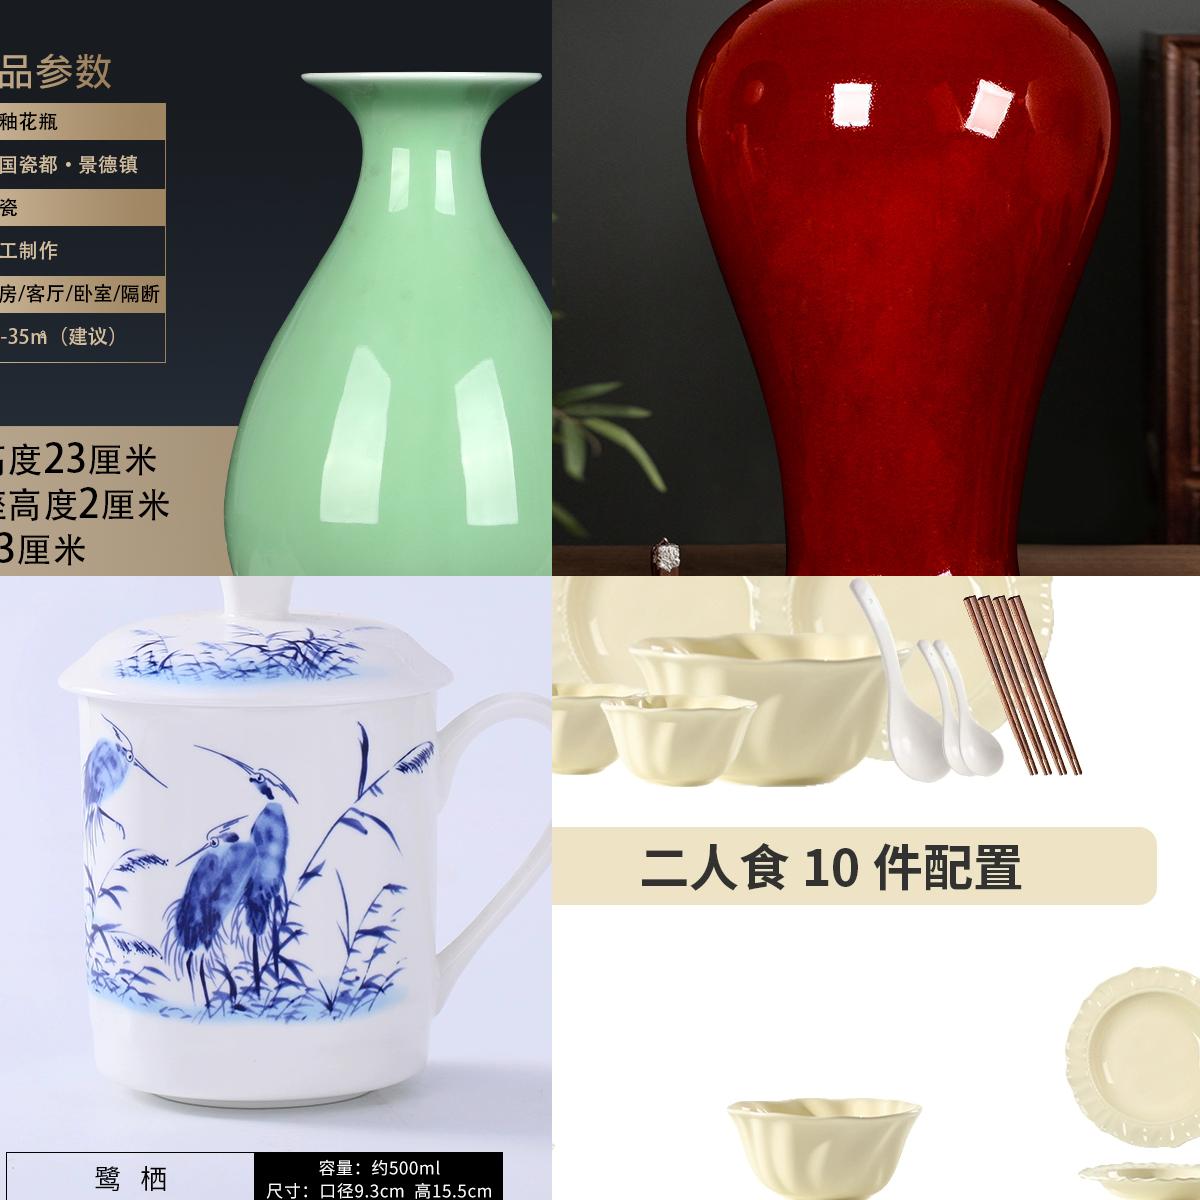 品参数
釉花瓶
国瓷都·景德镇
瓷
工制作
房/客厅/卧室/隔断
-35㎡（建议）
高度23厘米
座高度2厘米
3厘米
二人食 10 件配置
鹭 栖
容量：约500ml
尺寸：口径9.3cm 高15.5cm